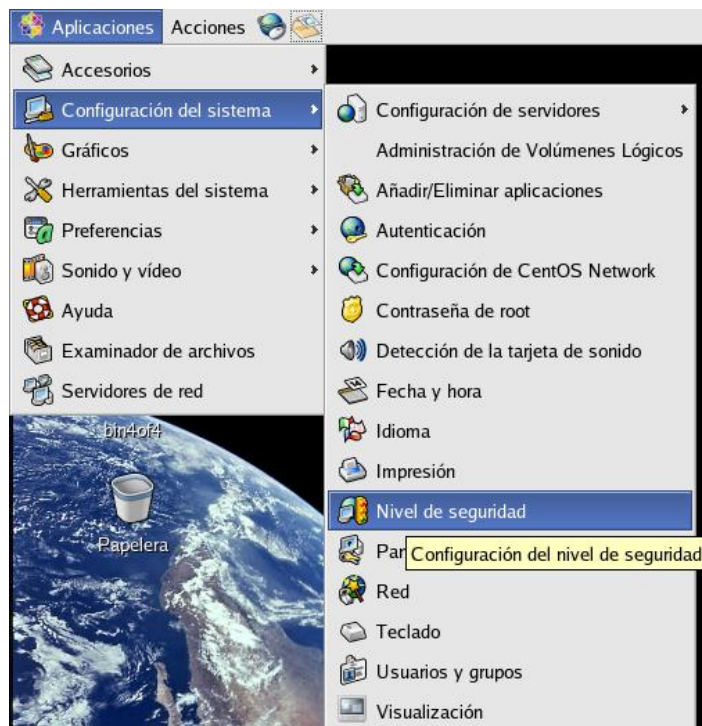 Aplicaciones Acciones
Accesorios
Configuración del sistema
Gráficos
Herramientas del sistema
Preferencias
Sonido y vídeo
Ayuda
Examinador de archivos
Servidores de red
bin4of4
Papelera
Configuración de servidores
Administración de Volúmenes Lógicos
Añadir/Eliminar aplicaciones
Autenticación
Configuración de CentOS Network
Contraseña de root
Detección de la tarjeta de sonido
Fecha y hora
Idioma
Impresión
Nivel de seguridad
Par
Configuración del nivel de seguridad
Red
Teclado
Usuarios y grupos
Visualización